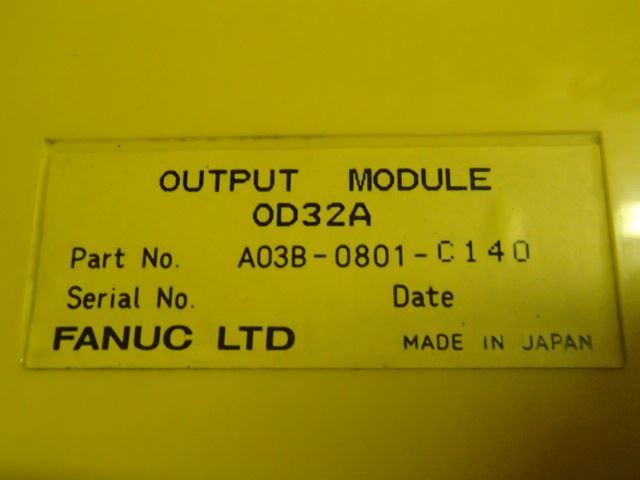 OUTPUT MODULE
OD32A
Part No. A03B-0801-C140
Serial No. Date
FANUC LTD MADE IN JAPAN